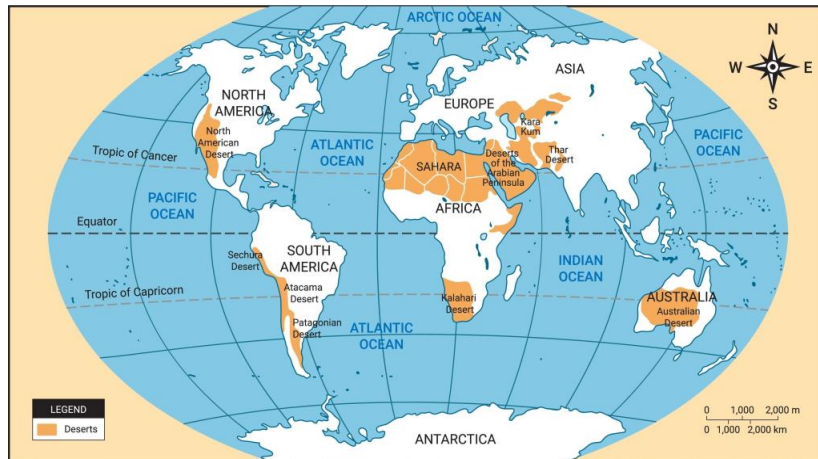 ARCTIC OCEAN
N
W E
S
NORTH
AMERICA
North
American
Desert
EUROPE
ASIA
Kara
Kum
Tropic of Cancer
ATLANTIC
OCEAN
PACIFIC
OCEAN
SAHARA
Deserts
of the
Arabian
Peninsula
Thar
Desert
PACIFIC
OCEAN
AFRICA
Equator
Sechura
Desert
SOUTH
AMERICA
INDIAN
OCEAN
Tropic of Capricorn
Atacama
Desert
Kalahari
Desert
AUSTRALIA
Australian
Desert
Patagonian
Desert
ATLANTIC
OCEAN
LEGEND
Deserts
0 1,000 2,000 m
0 1,000 2,000 km
ANTARCTICA